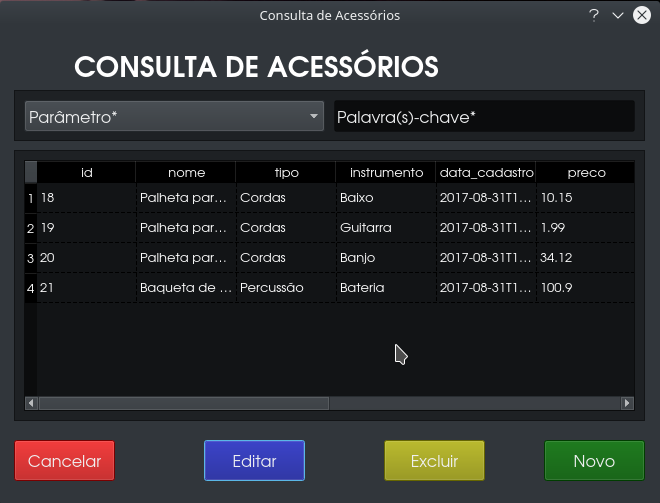 Consulta de Acessórios
CONSULTA DE ACESSÓRIOS
Parâmetro* Palavra(s)-chave*
id nome tipo instrumento data_cadastro preco
1 18 Palheta par... Cordas Baixo 2017-08-31T1... 10.15
2 19 Palheta par... Cordas Guitarra 2017-08-31T1... 1.99
3 20 Palheta par... Cordas Banjo 2017-08-31T1... 34.12
4 21 Baqueta de ... Percussão Bateria 2017-08-31T1... 100.9
Cancelar Editar Excluir Novo